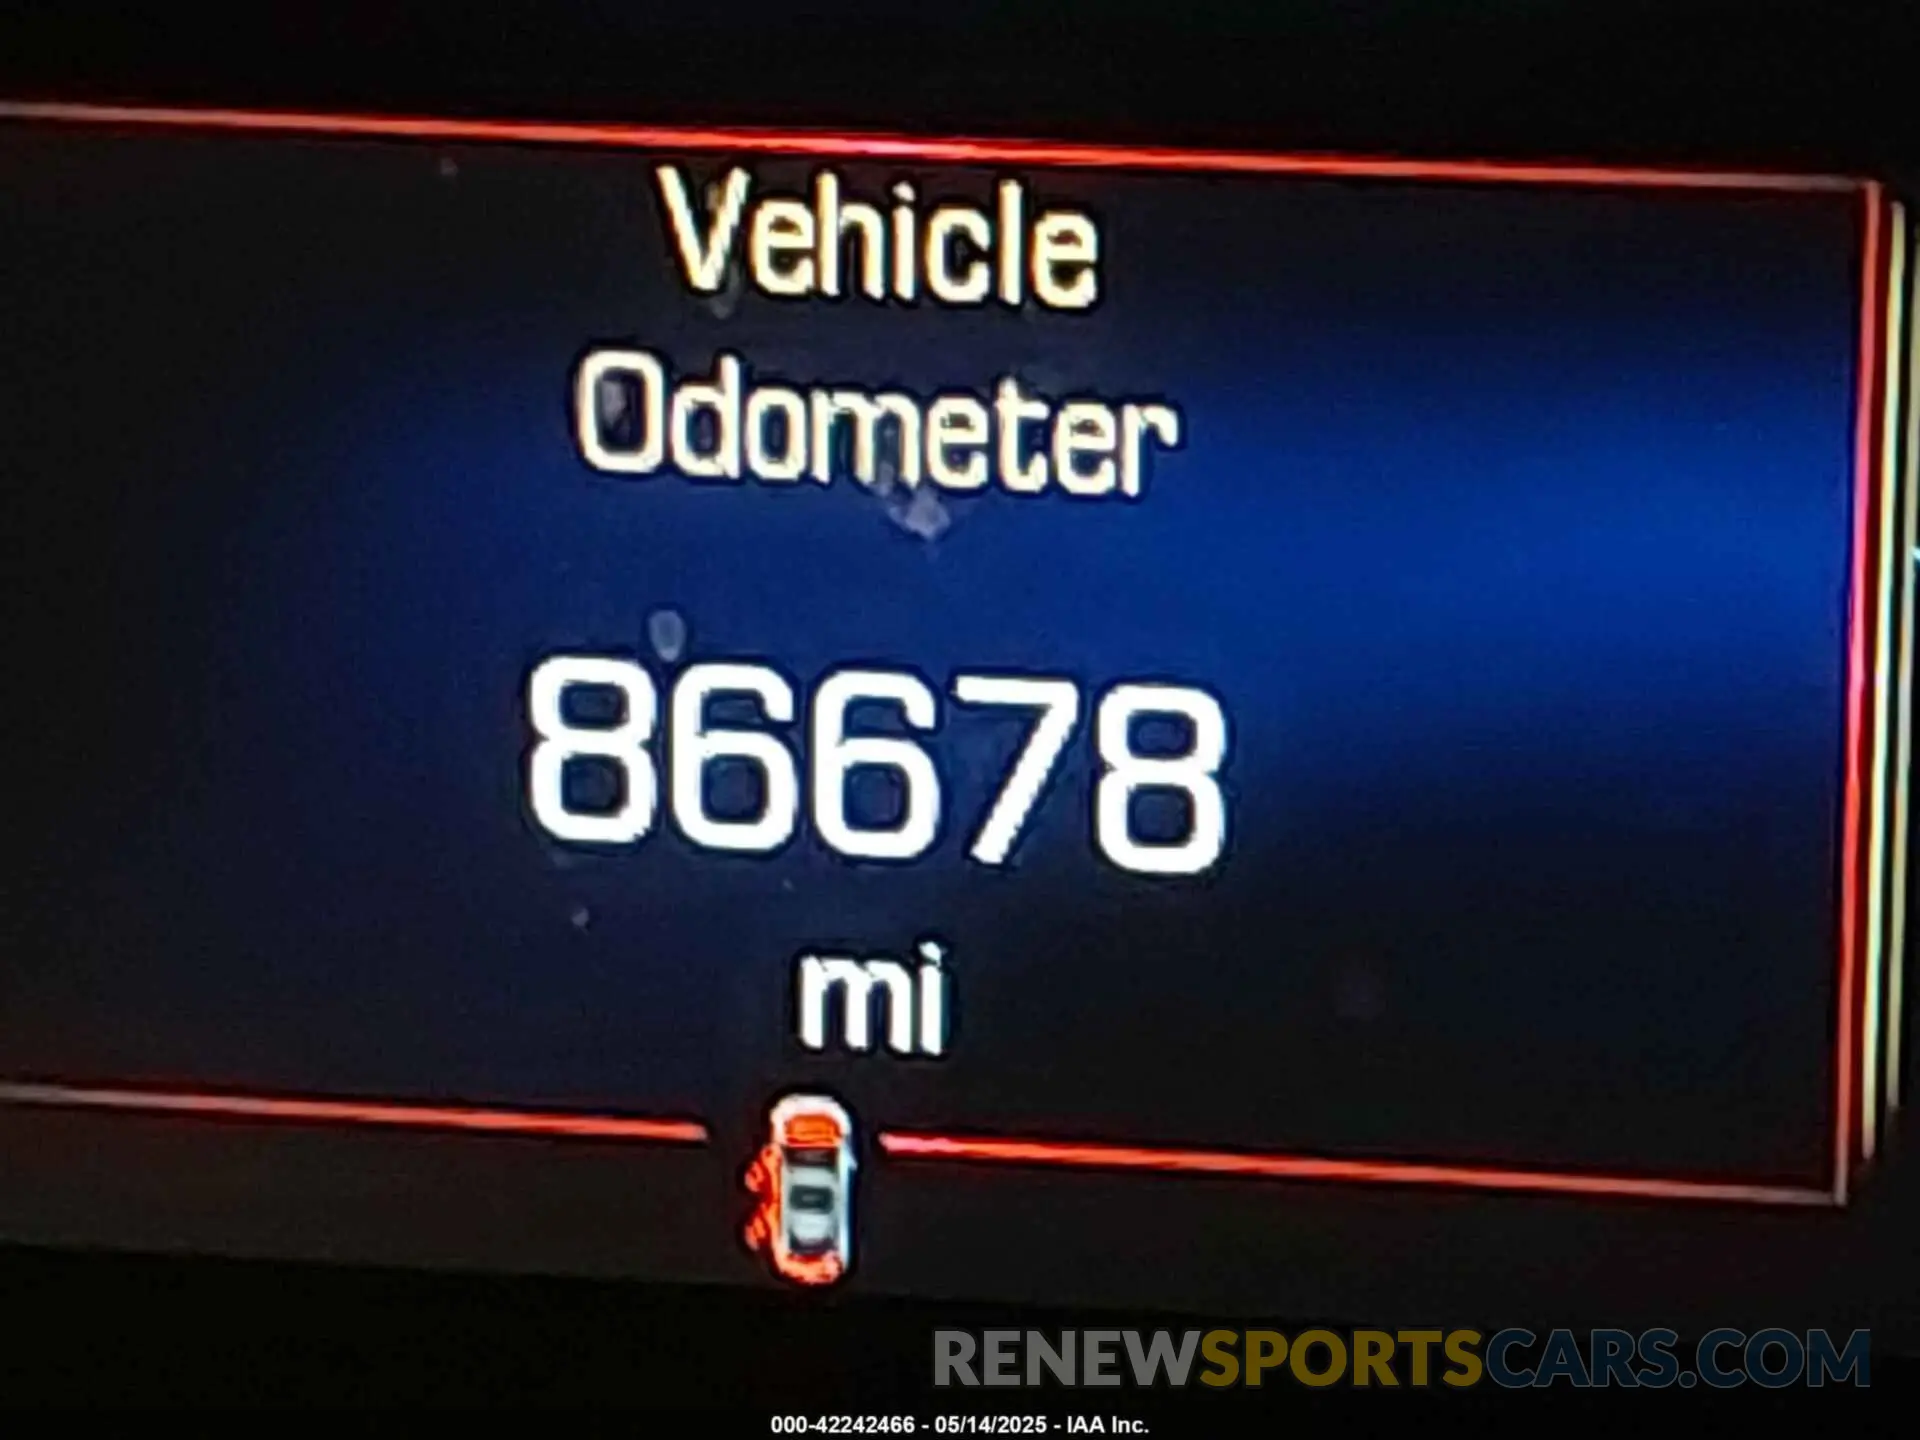 Vehicle
Odometer
86678
mi
RENEWSPORTSCARS.COM
000-42242466 - 05/14/2025 - IAA Inc.